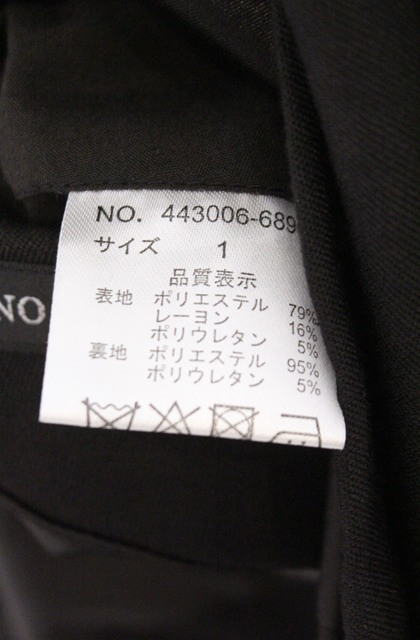 NO. 443006-689
サイズ 1
品質表示
表地 ポリエステル 79%
レーヨン 16%
ポリウレタン 5%
裏地 ポリエステル 95%
ポリウレタン 5%
NO